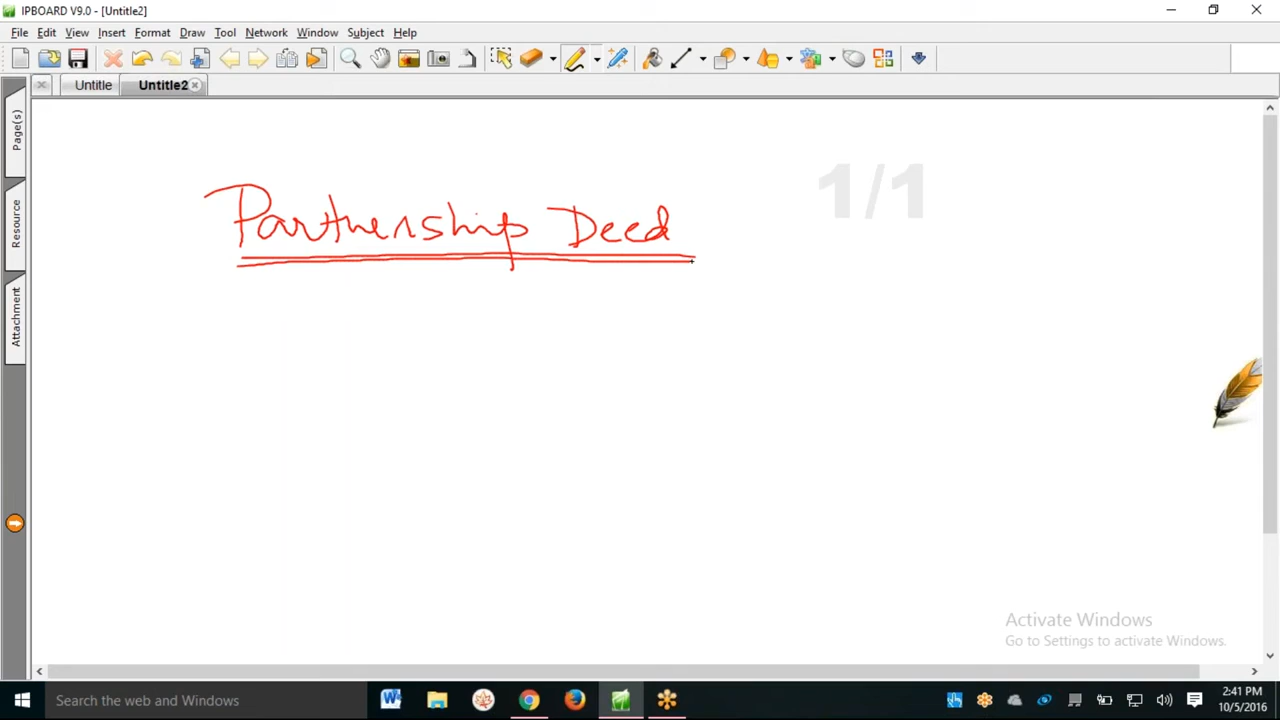 IPBOARD V9.0 - [Untitle2]
File Edit View Insert Format Draw Tool Network Window Subject Help
Untitle Untitle2
Page(s)
Resource
Attachment
1/1
Partnership Deed
Activate Windows
Go to Settings to activate Windows.
Search the web and Windows
2:41 PM
10/5/2016